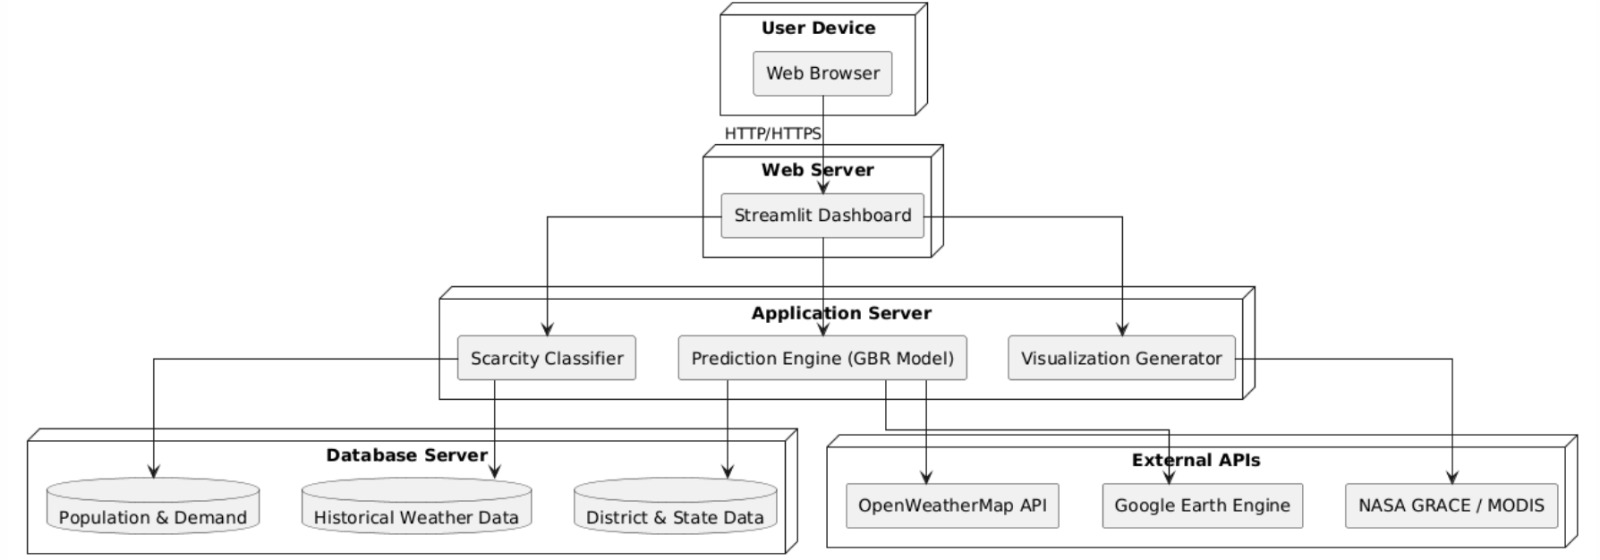 User Device
Web Browser
HTTP/HTTPS
Web Server
Streamlit Dashboard
Application Server
Scarcity Classifier
Prediction Engine (GBR Model)
Visualization Generator
Database Server
Population & Demand
Historical Weather Data
District & State Data
External APIs
OpenWeatherMap API
Google Earth Engine
NASA GRACE / MODIS